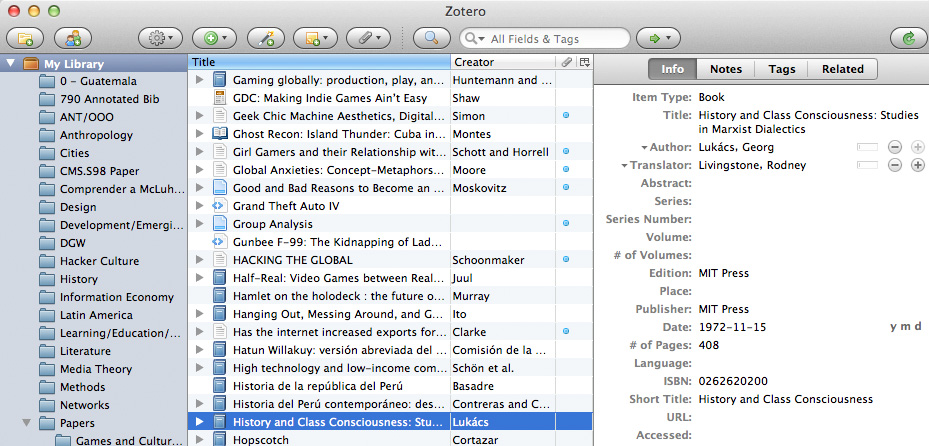 Zotero
All Fields & Tags
My Library
0 - Guatemala
790 Annotated Bib
ANT/OOO
Anthropology
Cities
CMS.S98 Paper
Comprender a McLuh...
Design
Development/Emergi...
DGW
Hacker Culture
History
Information Economy
Latin America
Learning/Education/...
Literature
Media Theory
Methods
Networks
Papers
Games and Cultur...
Title Creator
Gaming globally: production, play, an... Huntemann and ...
GDC: Making Indie Games Ain't Easy Shaw
Geek Chic Machine Aesthetics, Digital... Simon
Ghost Recon: Island Thunder: Cuba in... Montes
Girl Gamers and their Relationship wit... Schott and Horrell
Global Anxieties: Concept-Metaphors... Moore
Good and Bad Reasons to Become an ... Moskovitz
Grand Theft Auto IV
Group Analysis
Gunbee F-99: The Kidnapping of Lad...
HACKING THE GLOBAL Schoonmaker
Half-Real: Video Games between Real... Juul
Hamlet on the holodeck : the future o... Murray
Hanging Out, Messing Around, and G... Ito
Has the internet increased exports for... Clarke
Hatun Willakuy: versión abreviada del ... Comisión de la ...
High technology and low-income com... Schön et al.
Historia de la república del Perú Basadre
Historia del Perú contemporáneo: des... Contreras and C...
History and Class Consciousness: Stu... Lukács
Hopscotch Cortazar
Info Notes Tags Related
Item Type: Book
Title: History and Class Consciousness: Studies
in Marxist Dialectics
Author: Lukács, Georg
Translator: Livingstone, Rodney
Abstract:
Series:
Series Number:
Volume:
# of Volumes:
Edition: MIT Press
Place:
Publisher: MIT Press
Date: 1972-11-15 y m d
# of Pages: 408
Language:
ISBN: 0262620200
Short Title: History and Class Consciousness
URL:
Accessed: